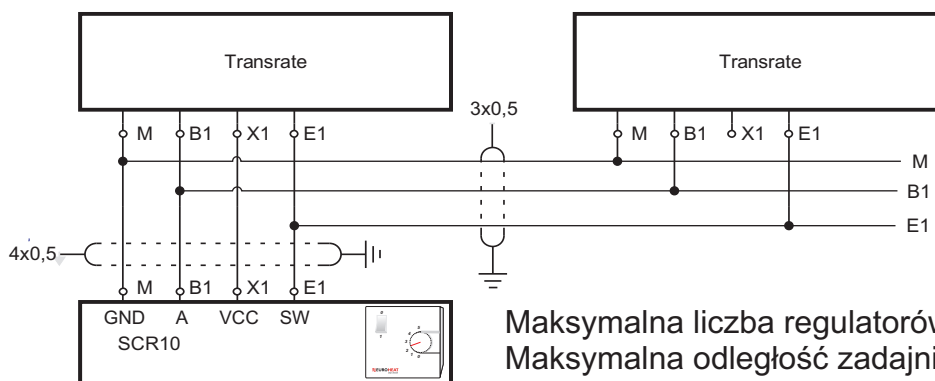 Transrate
Transrate
3x0,5
M B1 X1 E1
M B1 X1 E1
M
B1
E1
4x0,5
M B1 X1 E1
GND A VCC SW
SCR10
EUROHEAT
Maksymalna liczba regulatorów
Maksymalna odległość zadajni